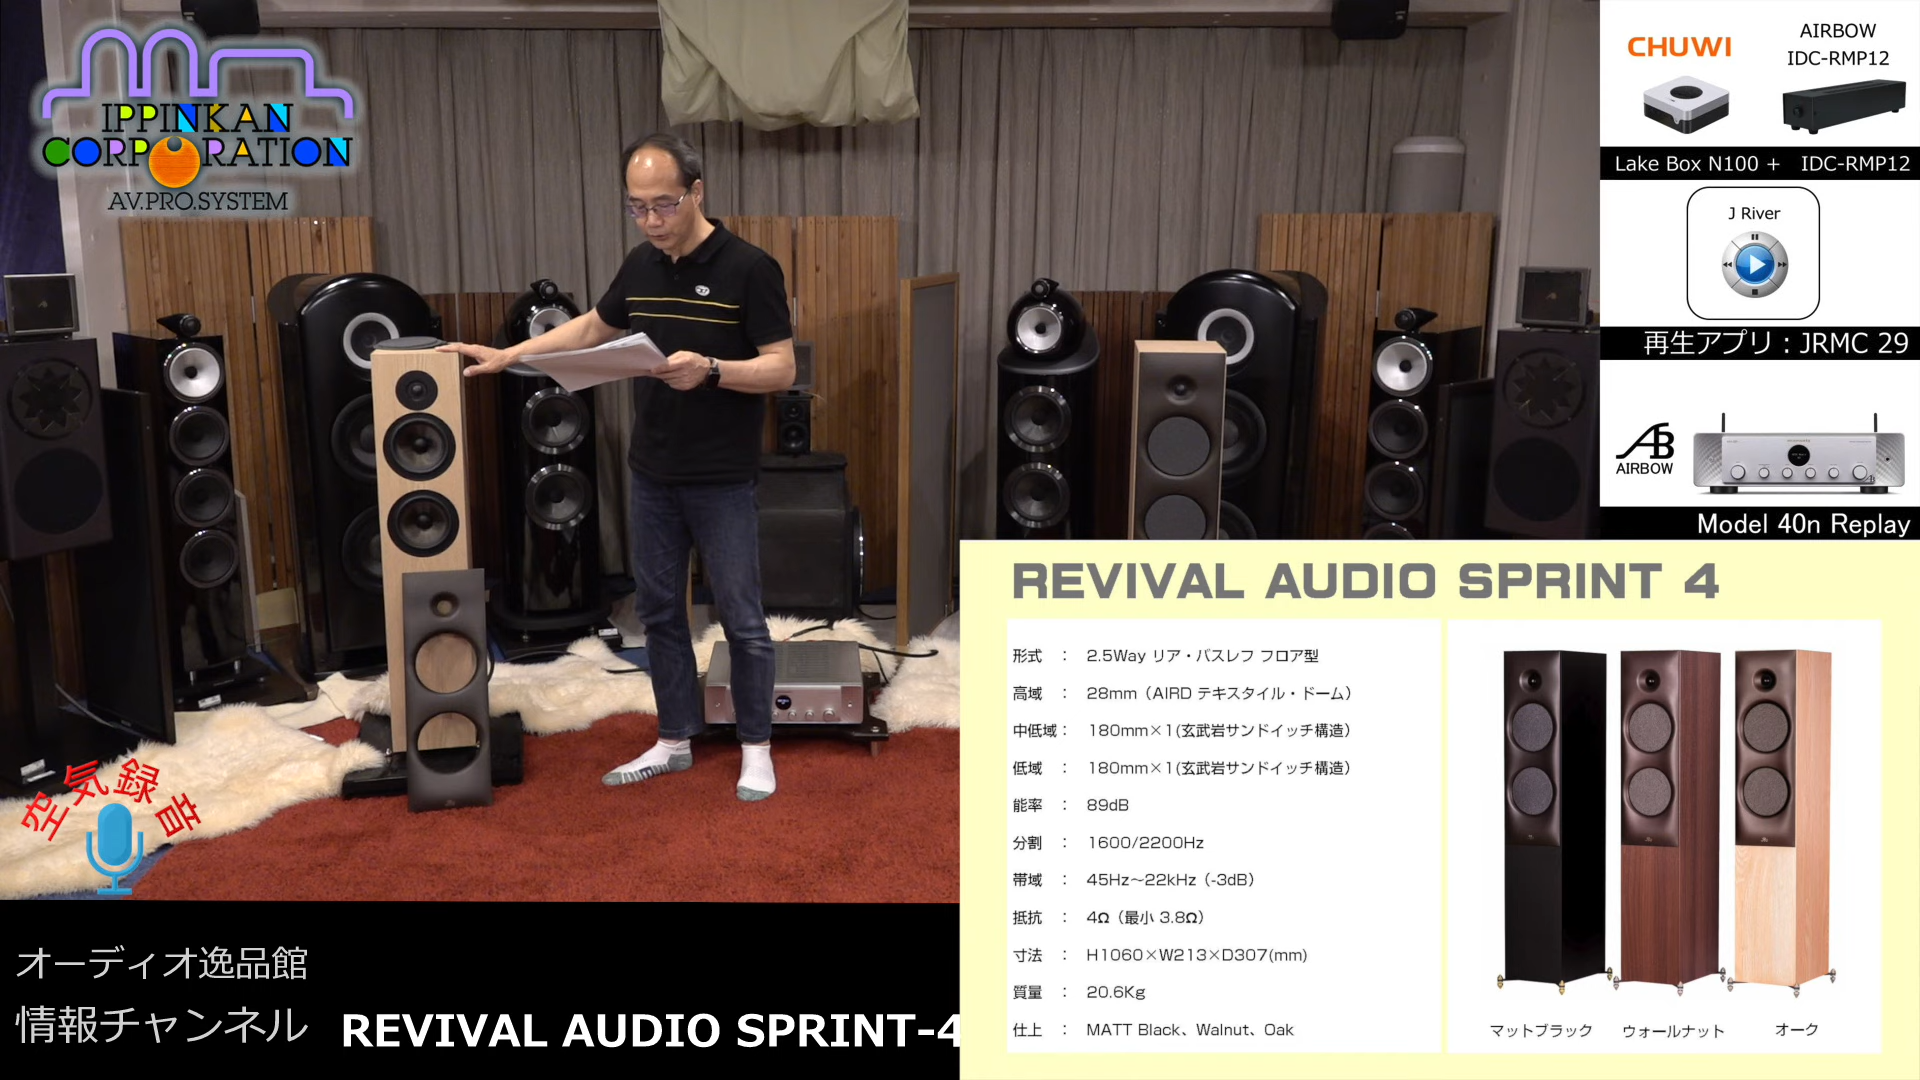 IPPINKAN
CORPORATION
AV.PRO.SYSTEM
CHUWI
AIRBOW
IDC-RMP12
Lake Box N100 + IDC-RMP12
J River
再生アプリ：JRMC 29
AB
AIRBOW
Model 40n Replay
空気録音
オーディオ逸品館
情報チャンネル
REVIVAL AUDIO SPRINT-4
REVIVAL AUDIO SPRINT 4
形式 ： 2.5Way リア・バスレフ フロア型
高域 ： 28mm（AIRD テキスタイル・ドーム）
中低域： 180mm×1(玄武岩サンドイッチ構造）
低域 ： 180mm×1(玄武岩サンドイッチ構造）
能率 ： 89dB
分割 ： 1600/2200Hz
帯域 ： 45Hz～22kHz（-3dB）
抵抗 ： 4Ω（最小 3.8Ω）
寸法 ： H1060×W213×D307(mm)
質量 ： 20.6Kg
仕上 ： MATT Black、Walnut、Oak
マットブラック ウォールナット オーク